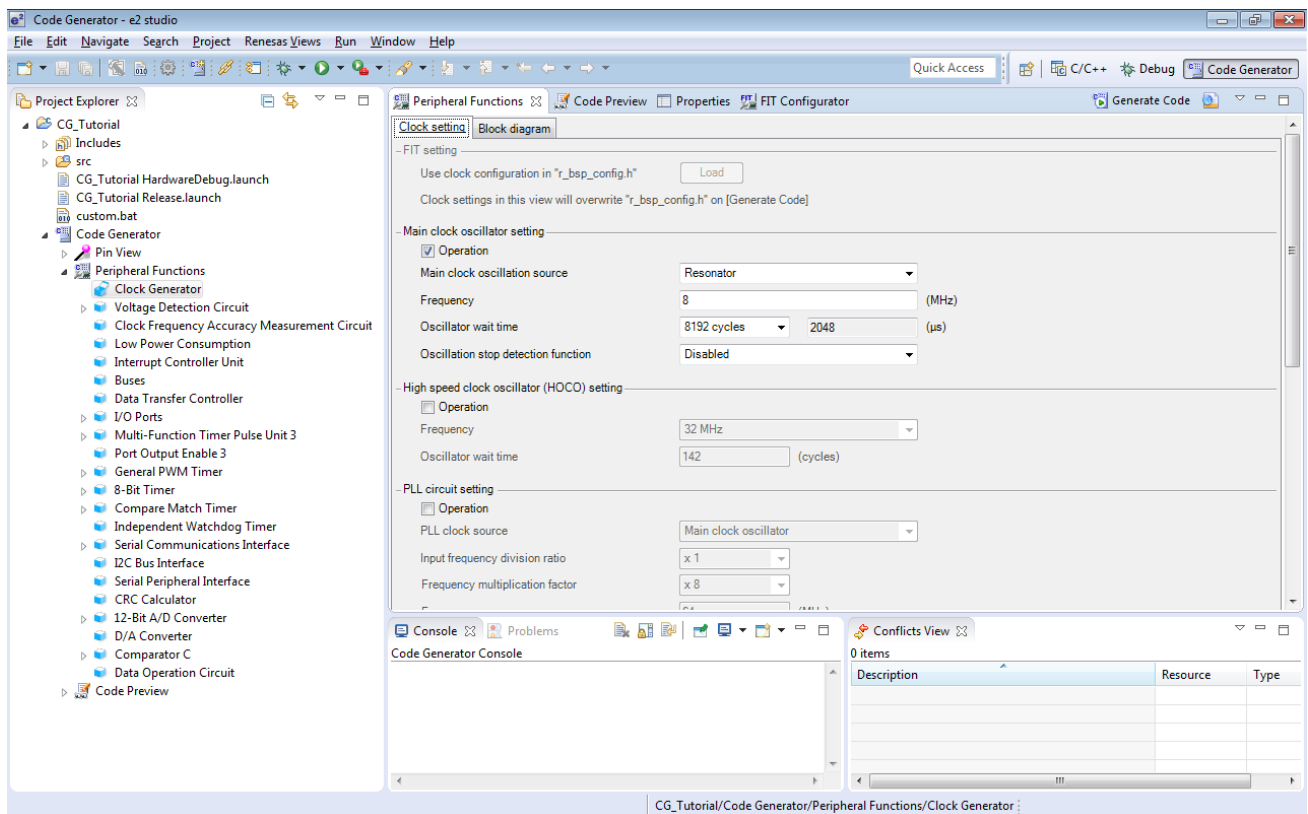 Code Generator - e2 studio
File Edit Navigate Search Project Renesas Views Run Window Help
Quick Access C/C++ Debug Code Generator
Project Explorer
CG_Tutorial
Includes
src
CG_Tutorial HardwareDebug.launch
CG_Tutorial Release.launch
custom.bat
Code Generator
Pin View
Peripheral Functions
Clock Generator
Voltage Detection Circuit
Clock Frequency Accuracy Measurement Circuit
Low Power Consumption
Interrupt Controller Unit
Buses
Data Transfer Controller
I/O Ports
Multi-Function Timer Pulse Unit 3
Port Output Enable 3
General PWM Timer
8-Bit Timer
Compare Match Timer
Independent Watchdog Timer
Serial Communications Interface
I2C Bus Interface
Serial Peripheral Interface
CRC Calculator
12-Bit A/D Converter
D/A Converter
Comparator C
Data Operation Circuit
Code Preview
Peripheral Functions Code Preview Properties FIT Configurator Generate Code
Clock setting Block diagram
FIT setting
Use clock configuration in "r_bsp_config.h" Load
Clock settings in this view will overwrite "r_bsp_config.h" on [Generate Code]
Main clock oscillator setting
Operation
Main clock oscillation source Resonator
Frequency 8 (MHz)
Oscillator wait time 8192 cycles 2048 (µs)
Oscillation stop detection function Disabled
High speed clock oscillator (HOCO) setting
Operation
Frequency 32 MHz
Oscillator wait time 142 (cycles)
PLL circuit setting
Operation
PLL clock source Main clock oscillator
Input frequency division ratio x 1
Frequency multiplication factor x 8
Console Problems
Code Generator Console
Conflicts View
0 items
Description Resource Type
CG_Tutorial/Code Generator/Peripheral Functions/Clock Generator